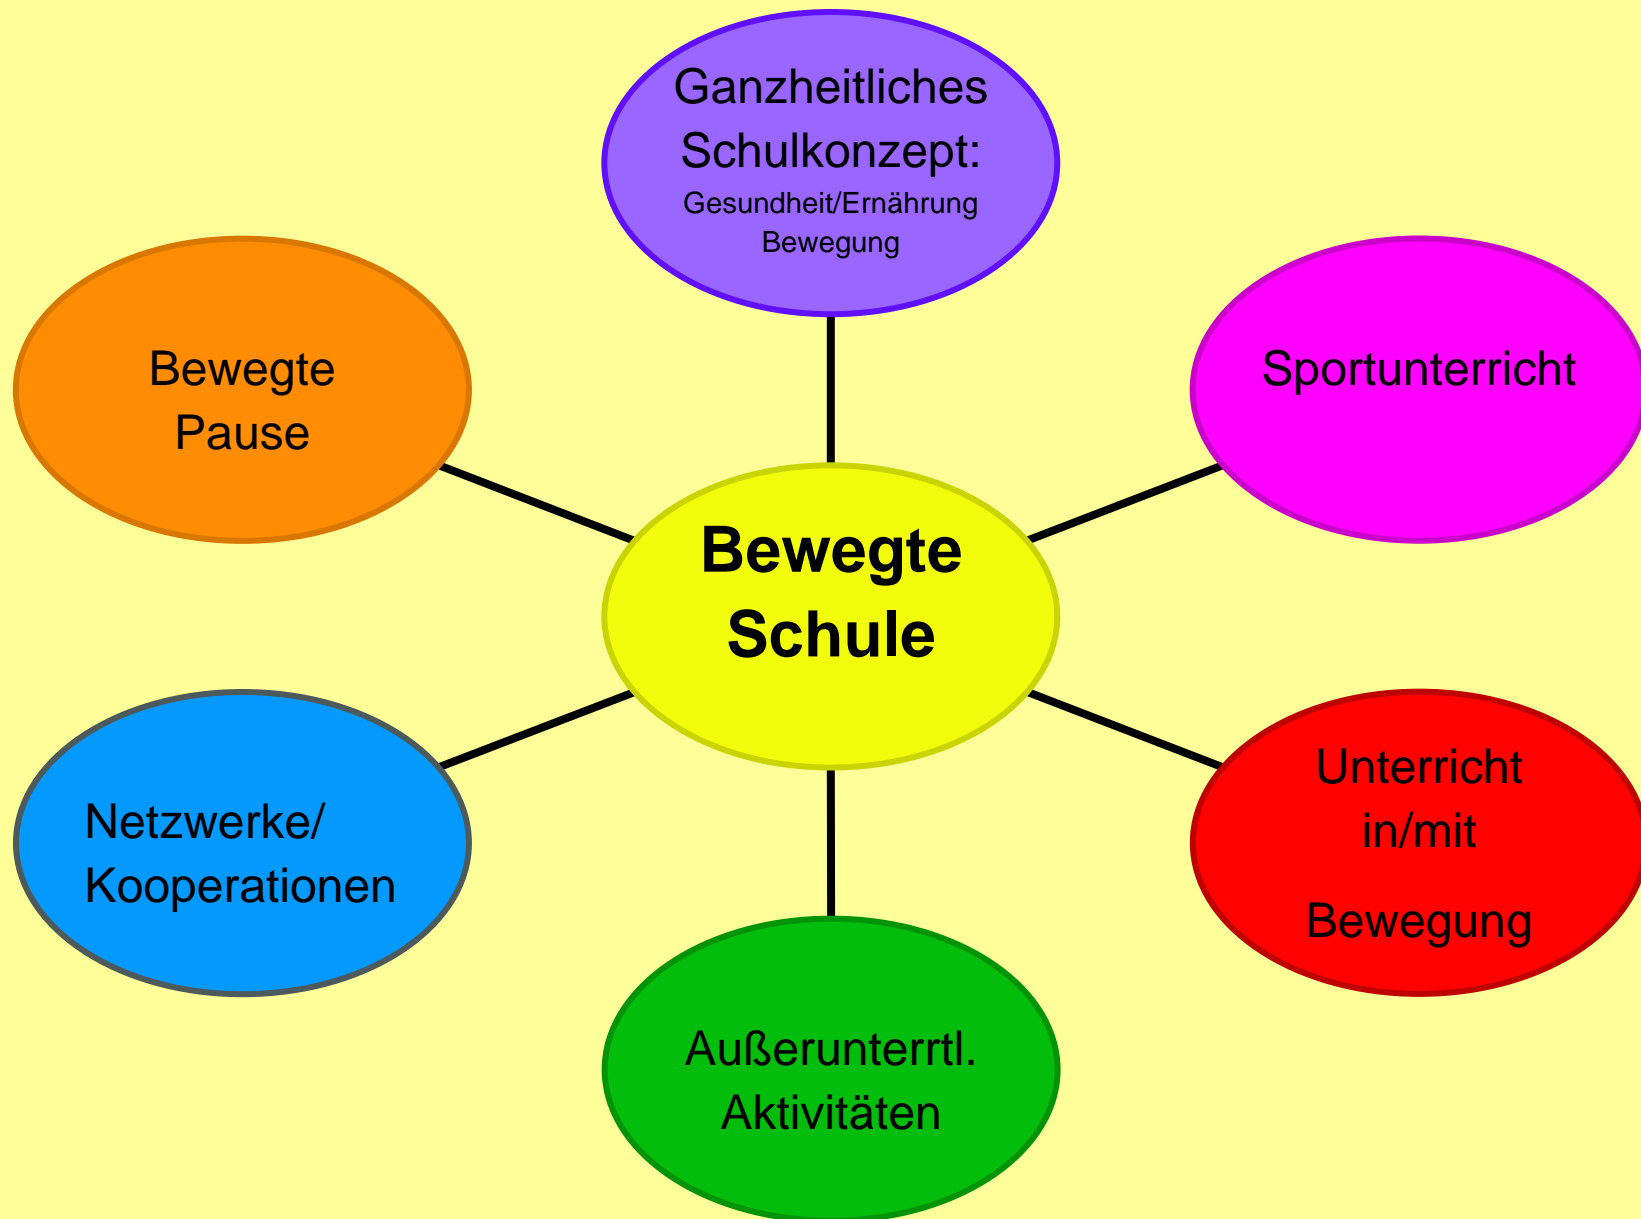 Ganzheitliches
Schulkonzept:
Gesundheit/Ernährung
Bewegung
Bewegte
Pause
Sportunterricht
Bewegte
Schule
Netzwerke/
Kooperationen
Unterricht
in/mit
Bewegung
Außerunterrtl.
Aktivitäten